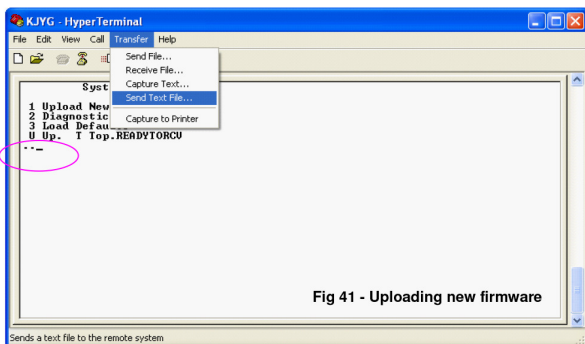 KJYG - HyperTerminal
File Edit View Call Transfer Help
Send File...
Receive File...
Capture Text...
Send Text File...
Capture to Printer
Syst
1 Upload New
2 Diagnostic
3 Load Defau
U Up. T Top.READYTORCV
--_
Fig 41 - Uploading new firmware
Sends a text file to the remote system